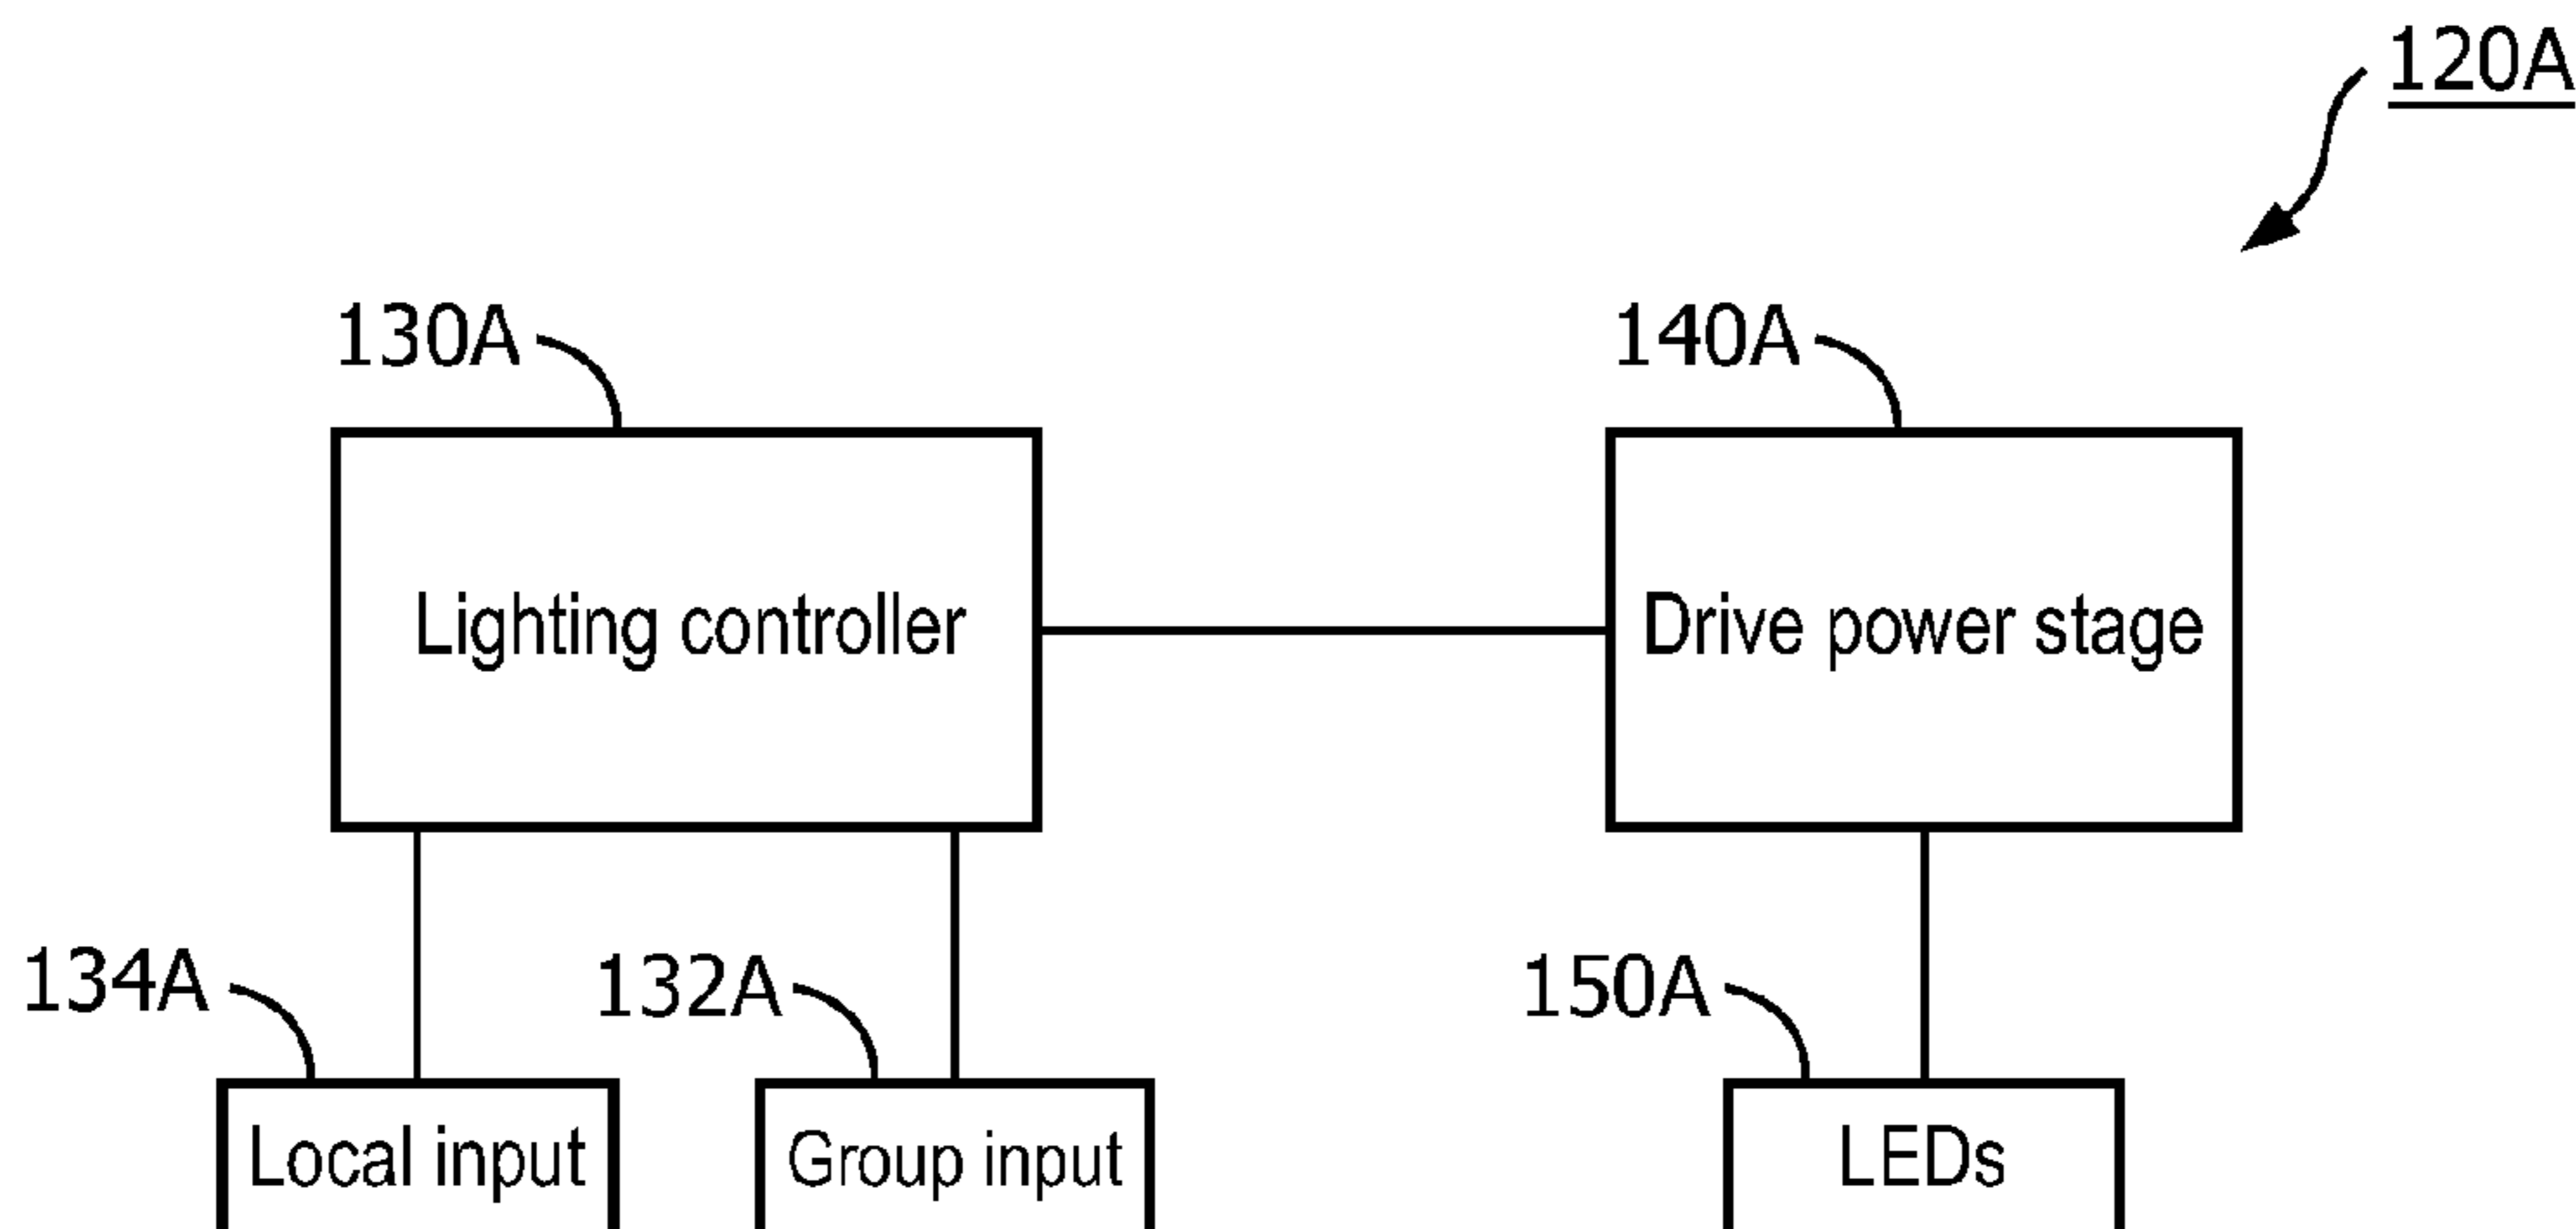 120A
130A
140A
Lighting controller
Drive power stage
134A
132A
150A
Local input
Group input
LEDs